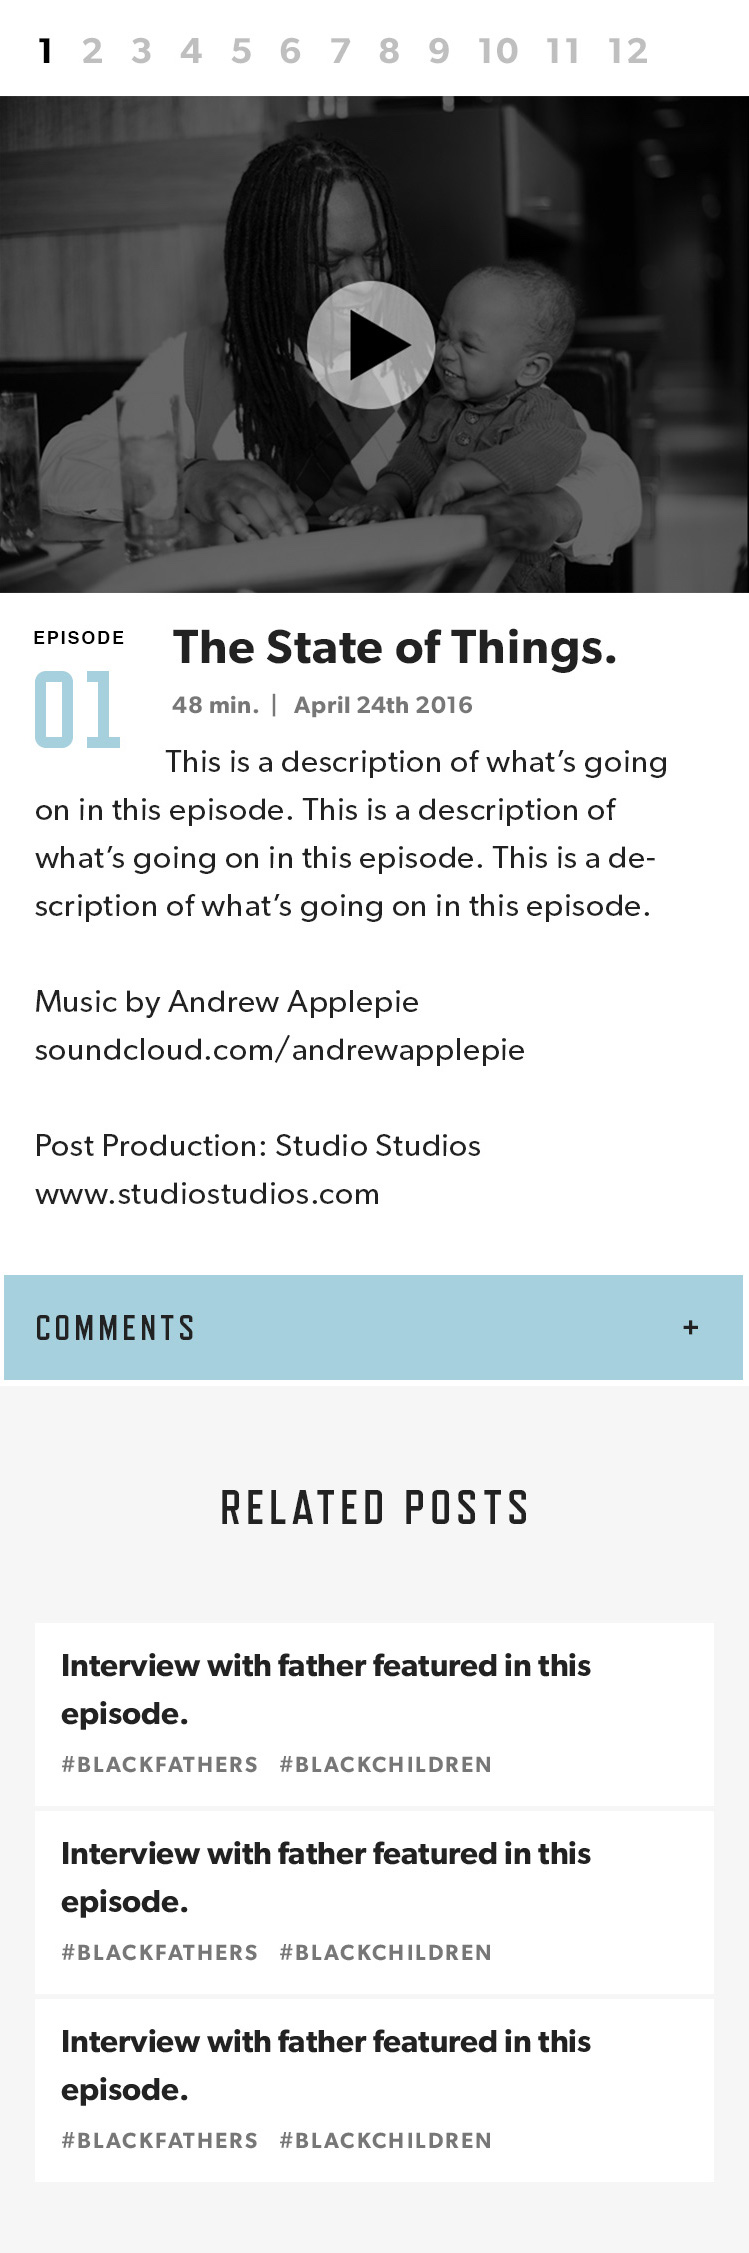 1 2 3 4 5 6 7 8 9 10 11 12
EPISODE
01
The State of Things.
48 min. | April 24th 2016
This is a description of what’s going
on in this episode. This is a description of
what’s going on in this episode. This is a de-
scription of what’s going on in this episode.
Music by Andrew Applepie
soundcloud.com/andrewapplepie
Post Production: Studio Studios
www.studiostudios.com
COMMENTS +
RELATED POSTS
Interview with father featured in this
episode.
#BLACKFATHERS #BLACKCHILDREN
Interview with father featured in this
episode.
#BLACKFATHERS #BLACKCHILDREN
Interview with father featured in this
episode.
#BLACKFATHERS #BLACKCHILDREN